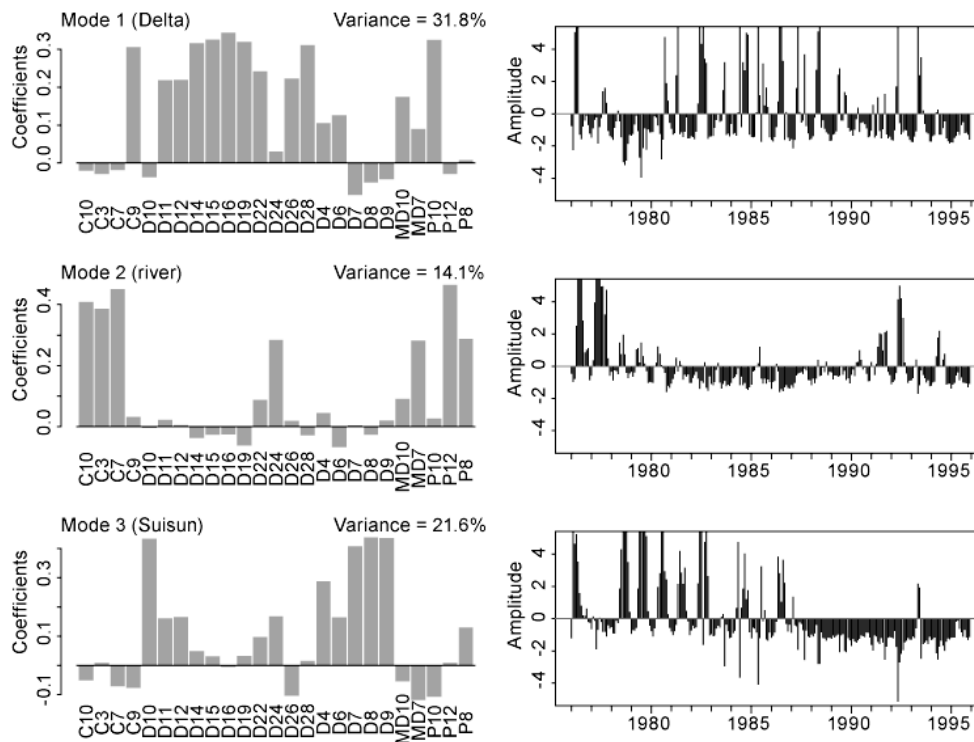 Mode 1 (Delta) Variance = 31.8%
Coefficients
0.0 0.1 0.2 0.3
C10 C3 C7 C9 D10 D11 D12 D14 D15 D16 D19 D22 D24 D26 D28 D4 D6 D7 D8 D9 MD10 MD7 P10 P12 P8
Amplitude
-4 -2 0 2 4
1980 1985 1990 1995
Mode 2 (river) Variance = 14.1%
Coefficients
0.0 0.2 0.4
C10 C3 C7 C9 D10 D11 D12 D14 D15 D16 D19 D22 D24 D26 D28 D4 D6 D7 D8 D9 MD10 MD7 P10 P12 P8
Amplitude
-4 -2 0 2 4
1980 1985 1990 1995
Mode 3 (Suisun) Variance = 21.6%
Coefficients
-0.1 0.1 0.3
C10 C3 C7 C9 D10 D11 D12 D14 D15 D16 D19 D22 D24 D26 D28 D4 D6 D7 D8 D9 MD10 MD7 P10 P12 P8
Amplitude
-4 -2 0 2 4
1980 1985 1990 1995